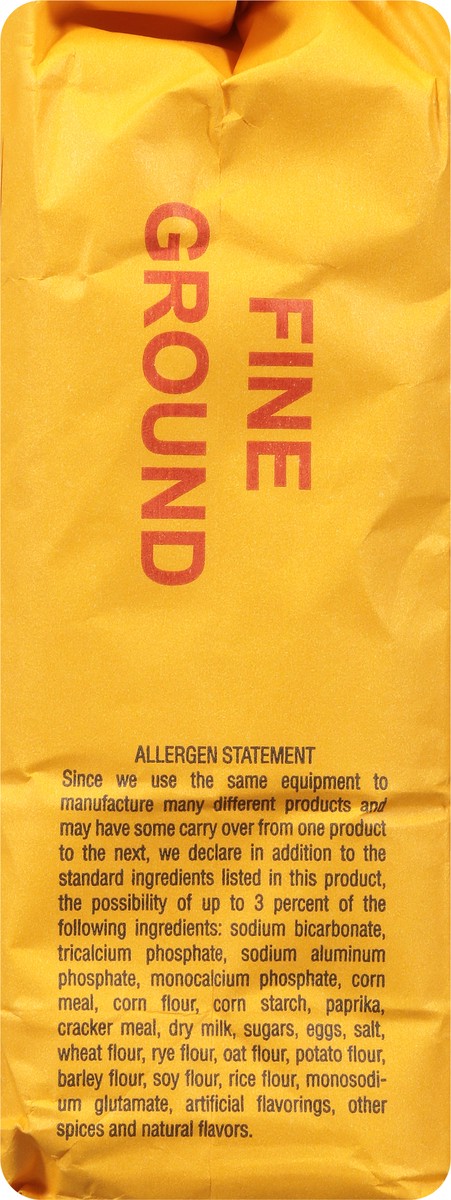 FINE
GROUND
ALLERGEN STATEMENT
Since we use the same equipment to
manufacture many different products and
may have some carry over from one product
to the next, we declare in addition to the
standard ingredients listed in this product,
the possibility of up to 3 percent of the
following ingredients: sodium bicarbonate,
tricalcium phosphate, sodium aluminum
phosphate, monocalcium phosphate, corn
meal, corn flour, corn starch, paprika,
cracker meal, dry milk, sugars, eggs, salt,
wheat flour, rye flour, oat flour, potato flour,
barley flour, soy flour, rice flour, monosodi-
um glutamate, artificial flavorings, other
spices and natural flavors.